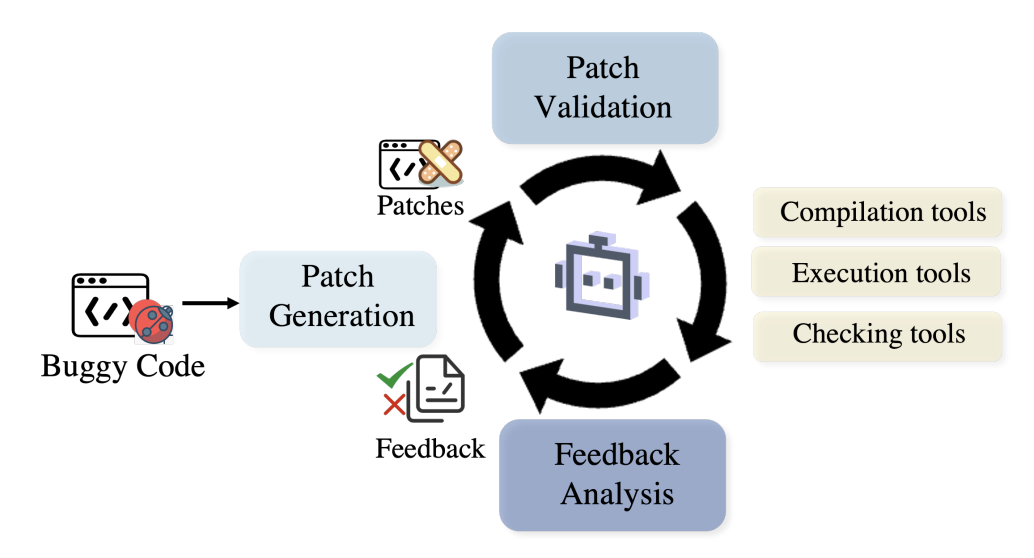 Patch
Validation
Patches
Compilation tools
Execution tools
Checking tools
Patch
Generation
Buggy Code
Feedback
Feedback
Analysis